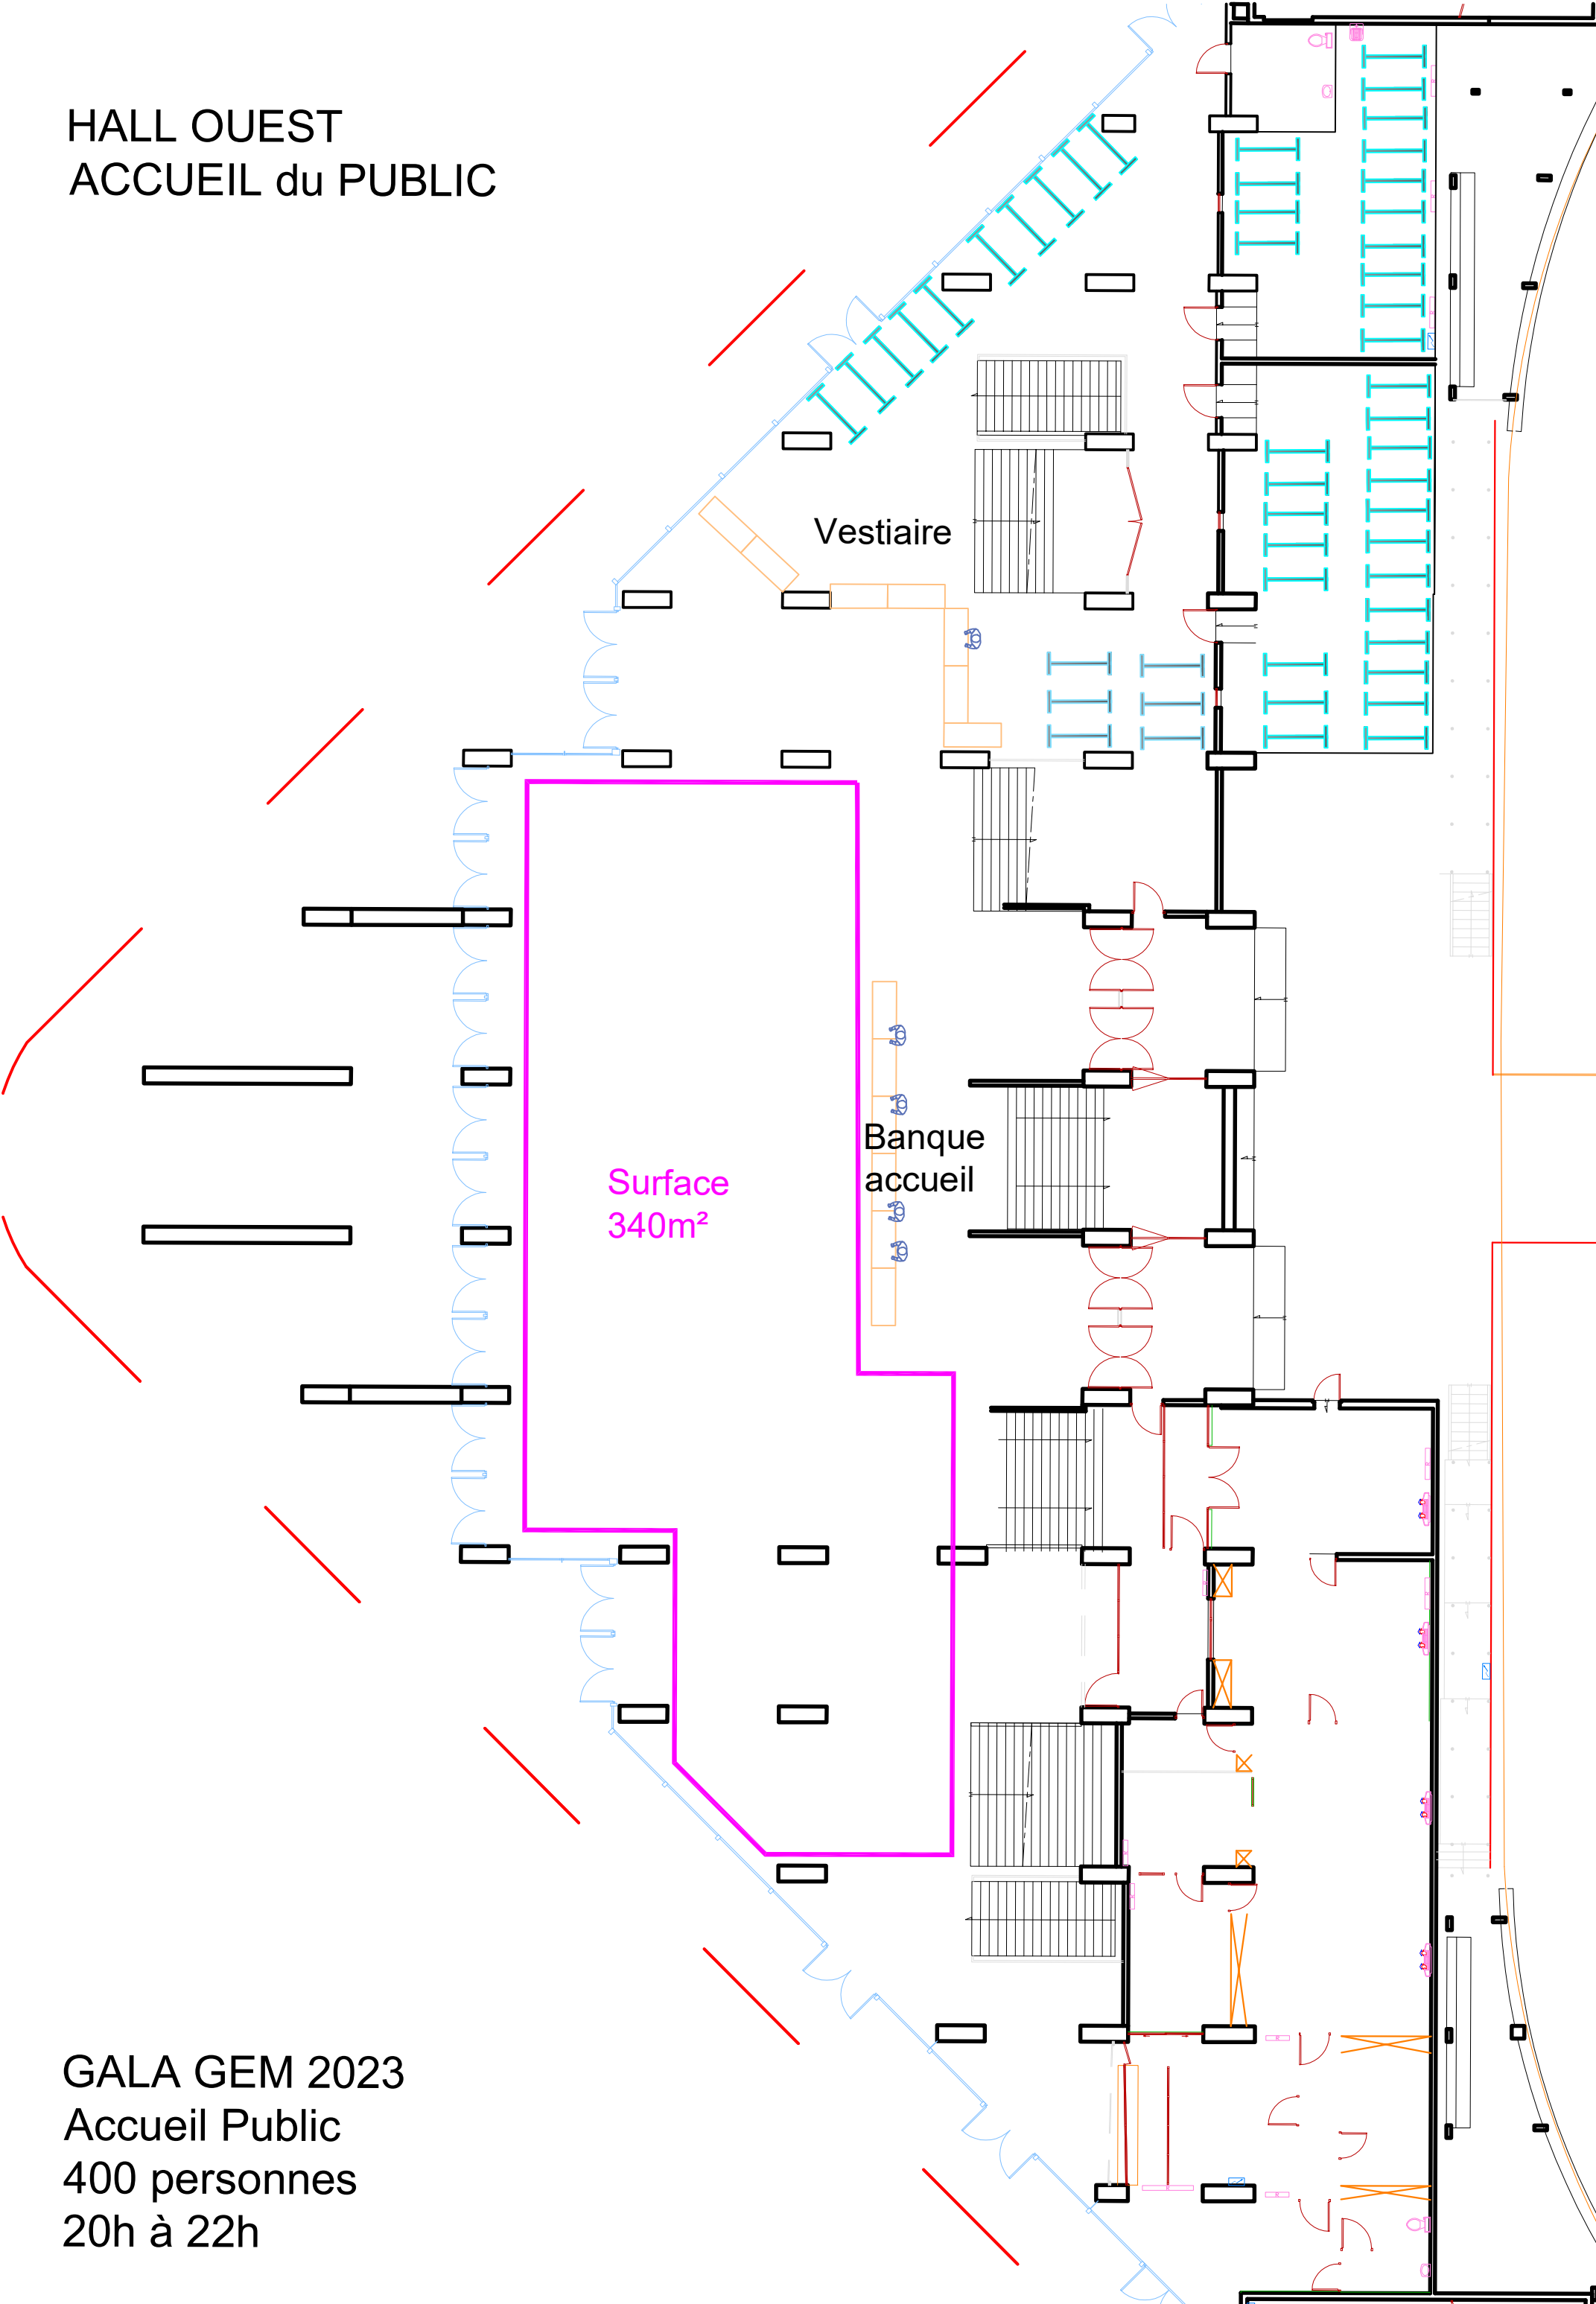 HALL OUEST
ACCUEIL du PUBLIC
Vestiaire
Banque
accueil
Surface
340m²
GALA GEM 2023
Accueil Public
400 personnes
20h à 22h